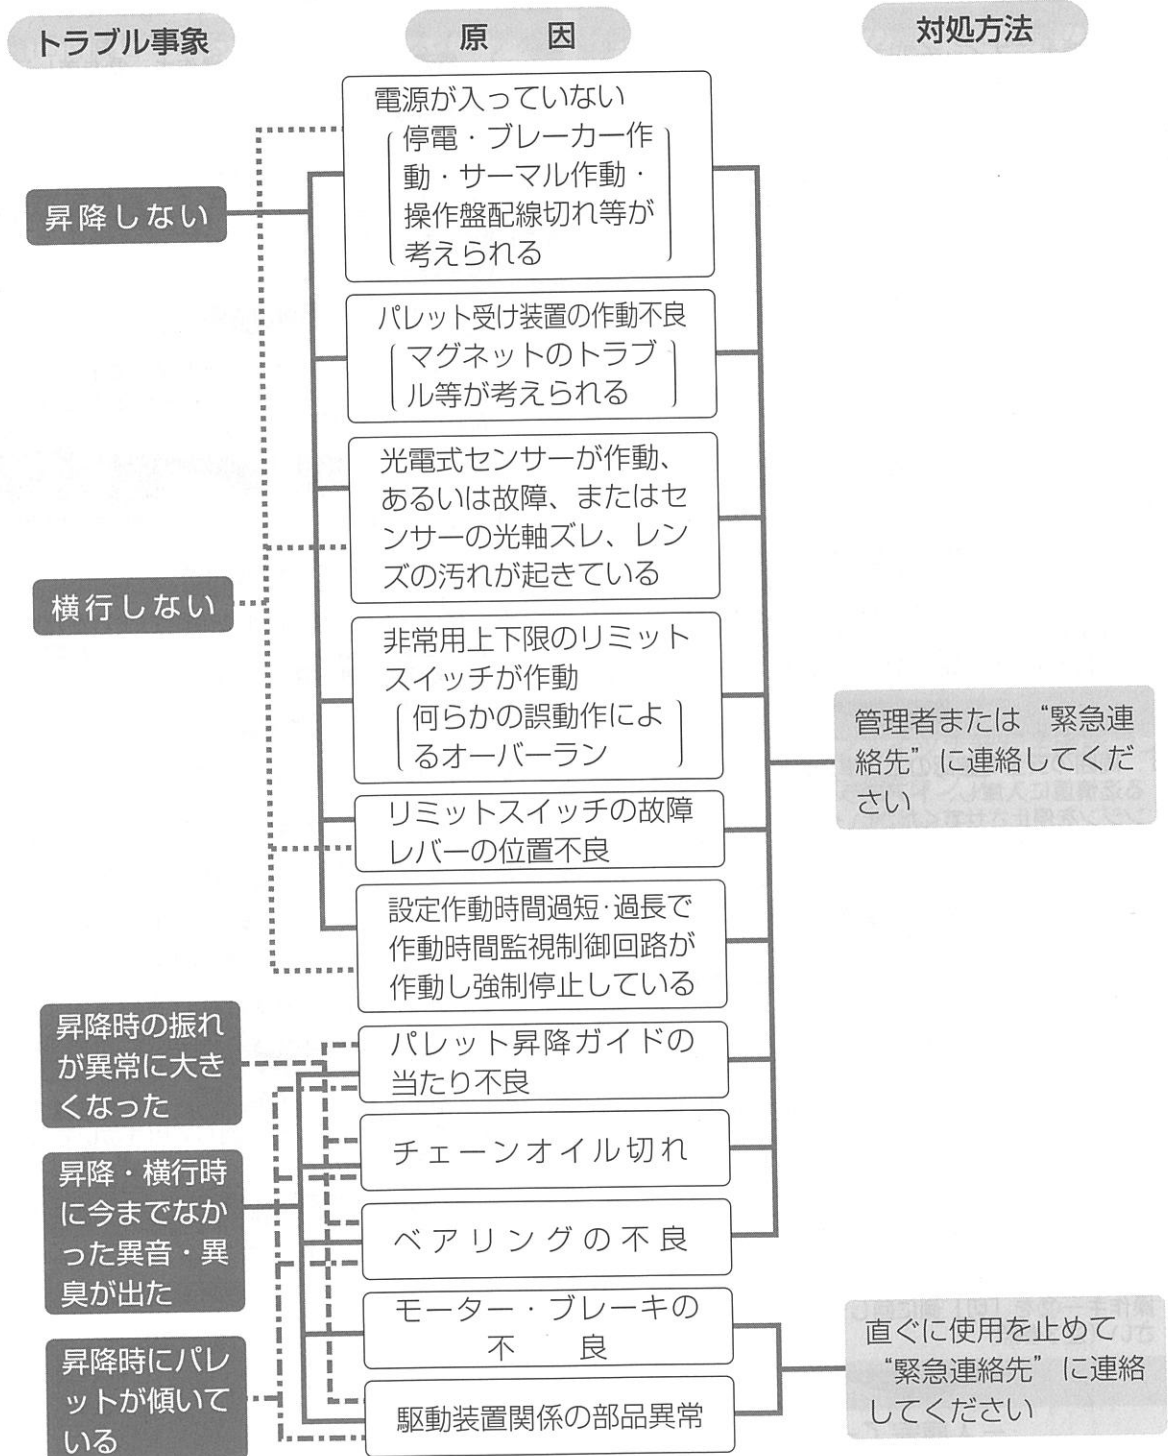 トラブル事象
原因
対処方法
昇降しない
横行しない
昇降時の振れ
が異常に大き
くなった
昇降・横行時
に今までなか
った異音・異
臭が出た
昇降時にパレ
ットが傾いて
いる
電源が入っていない
停電・ブレーカー作
動・サーマル作動・
操作盤配線切れ等が
考えられる
パレット受け装置の作動不良
マグネットのトラブ
ル等が考えられる
光電式センサーが作動、
あるいは故障、またはセ
ンサーの光軸ズレ、レン
ズの汚れが起きている
非常用上下限のリミット
スイッチが作動
何らかの誤動作によ
るオーバーラン
リミットスイッチの故障
レバーの位置不良
設定作動時間過短・過長で
作動時間監視制御回路が
作動し強制停止している
パレット昇降ガイドの
当たり不良
チェーンオイル切れ
ベアリングの不良
モーター・ブレーキの
不良
駆動装置関係の部品異常
管理者または“緊急連
絡先”に連絡してくだ
さい
直ぐに使用を止めて
“緊急連絡先”に連絡
してください